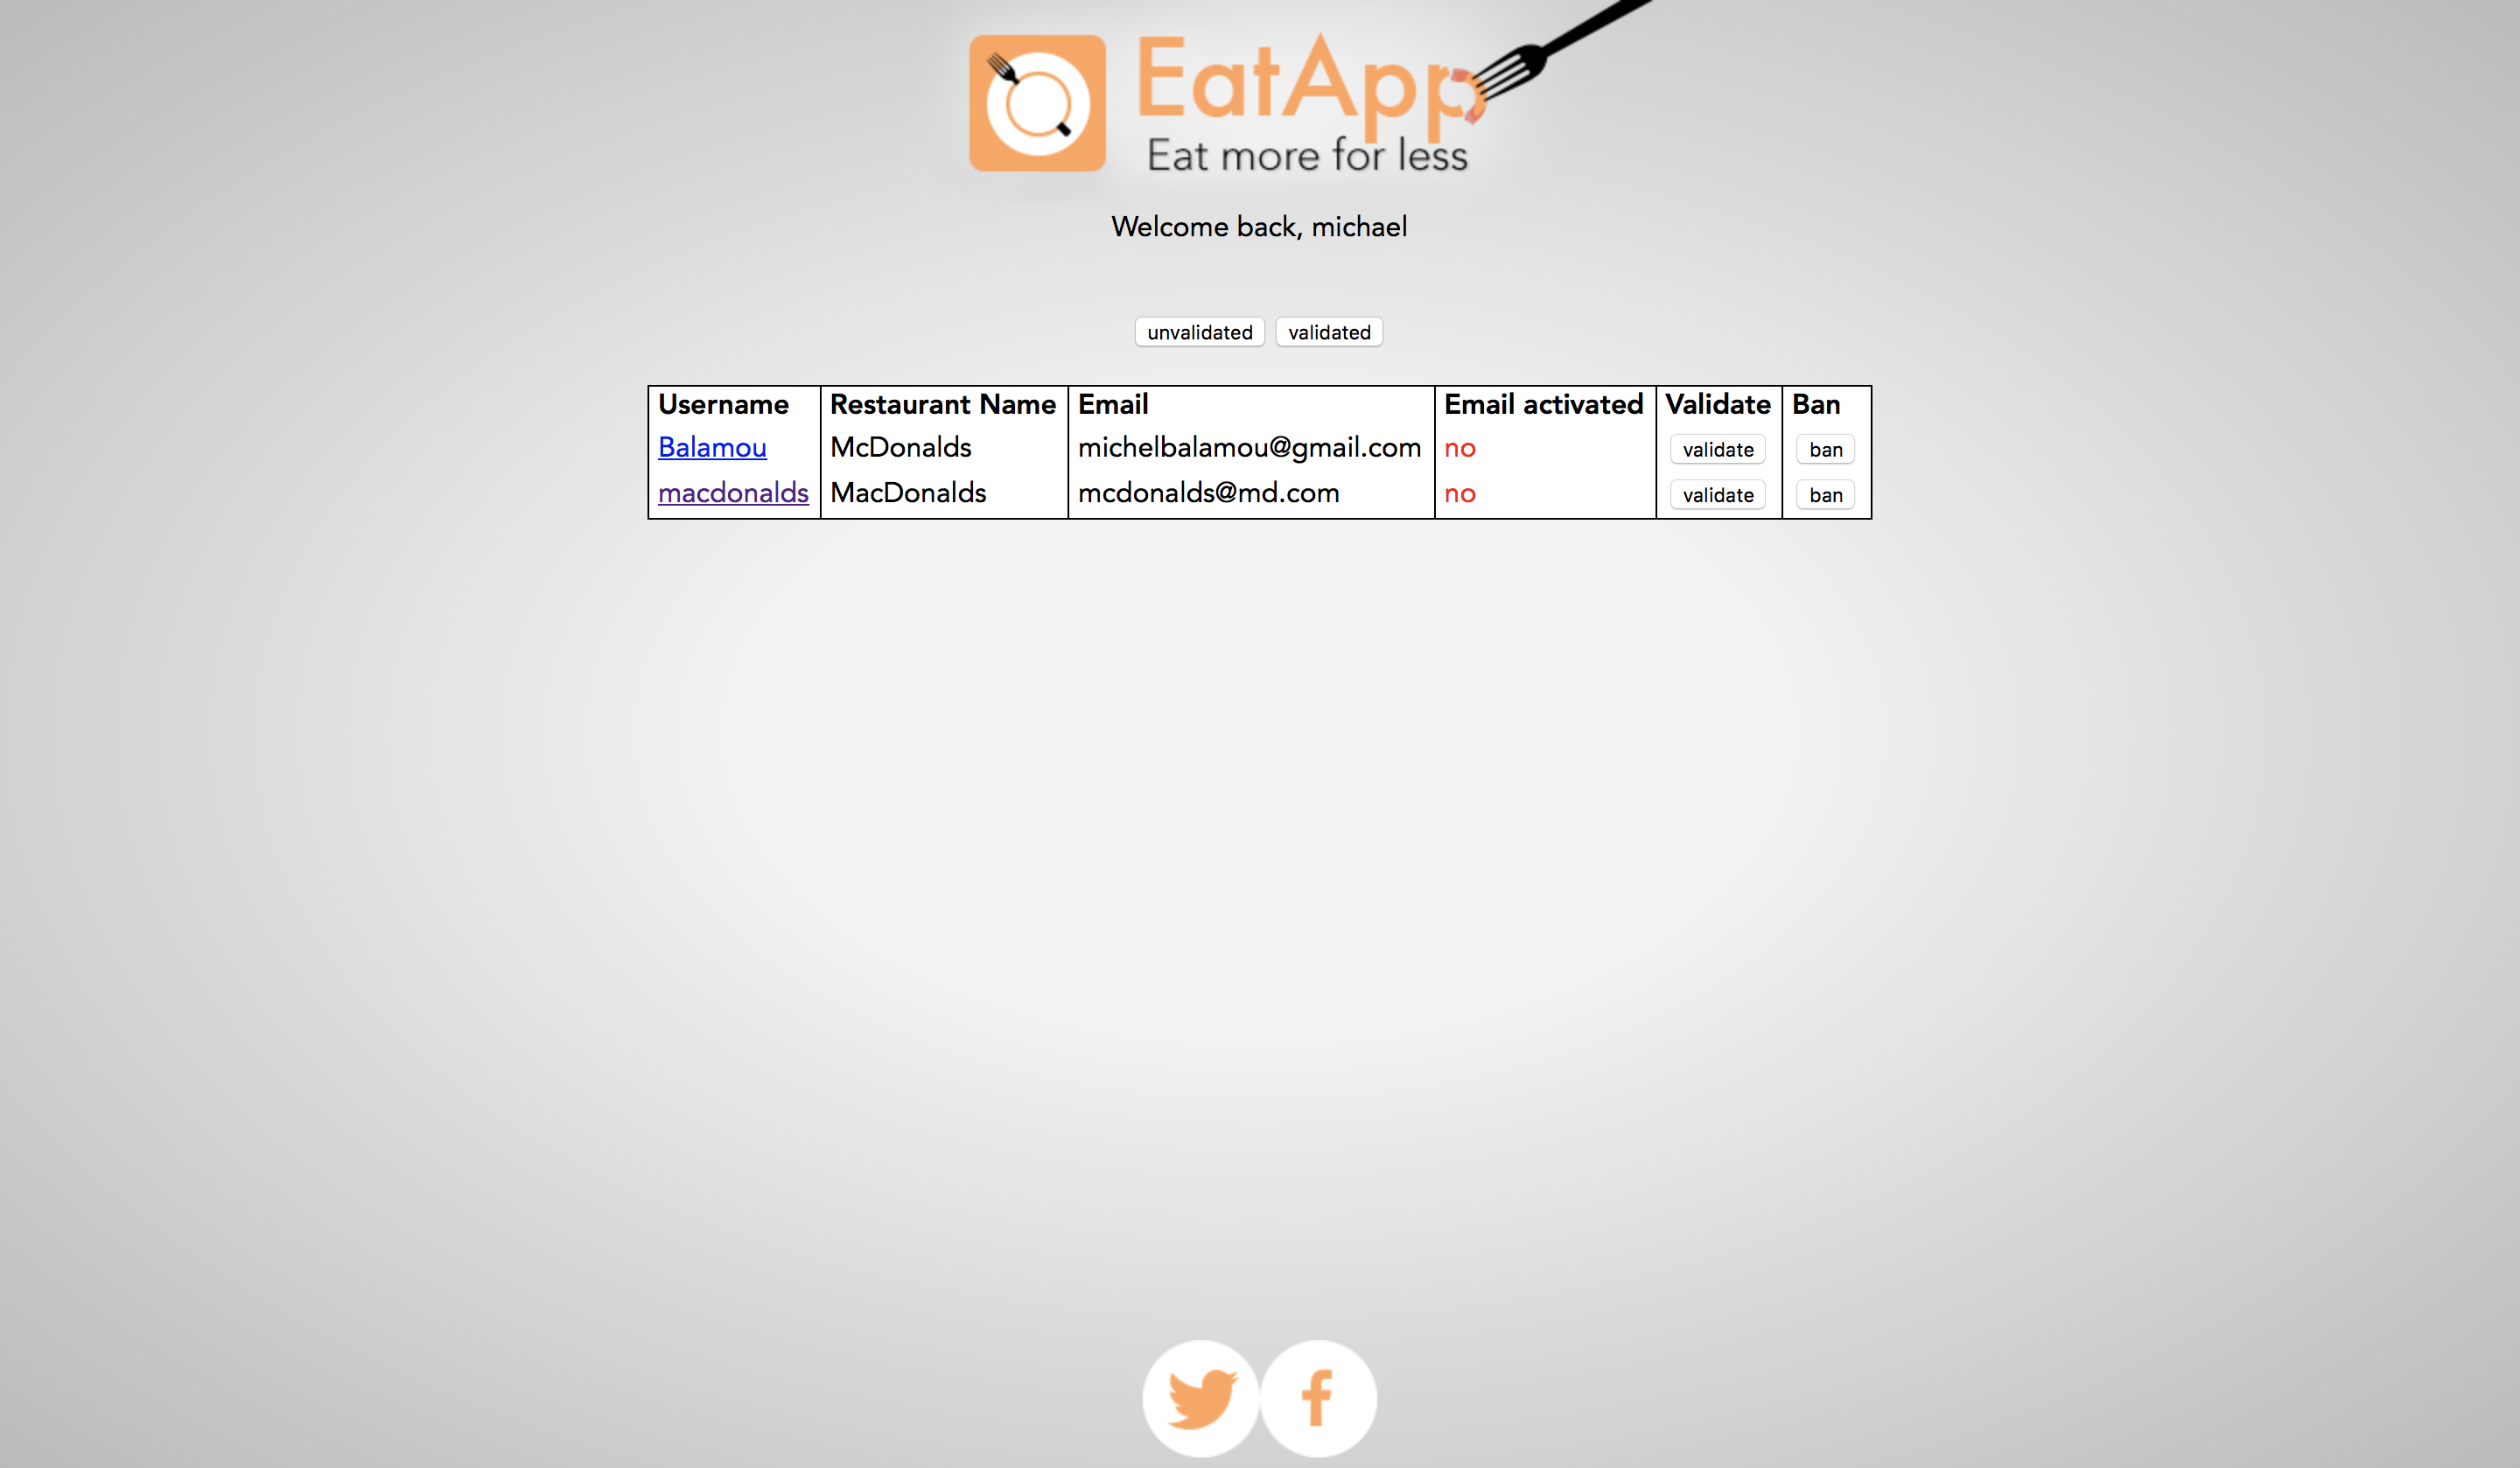 EatApp
Eat more for less
Welcome back, michael
unvalidated validated
Username Restaurant Name Email Email activated Validate Ban
Balamou McDonalds michelbalamou@gmail.com no validate ban
macdonalds MacDonalds mcdonalds@md.com no validate ban